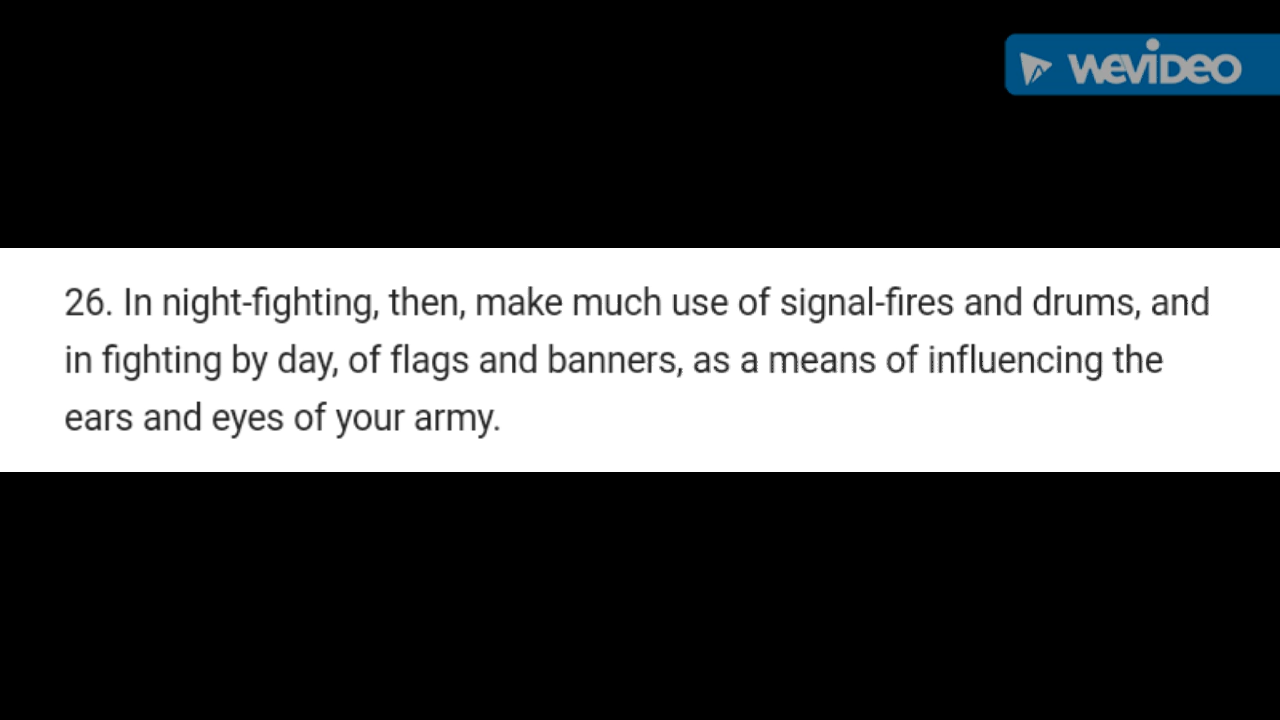 WEVIDEO
26. In night-fighting, then, make much use of signal-fires and drums, and
in fighting by day, of flags and banners, as a means of influencing the
ears and eyes of your army.